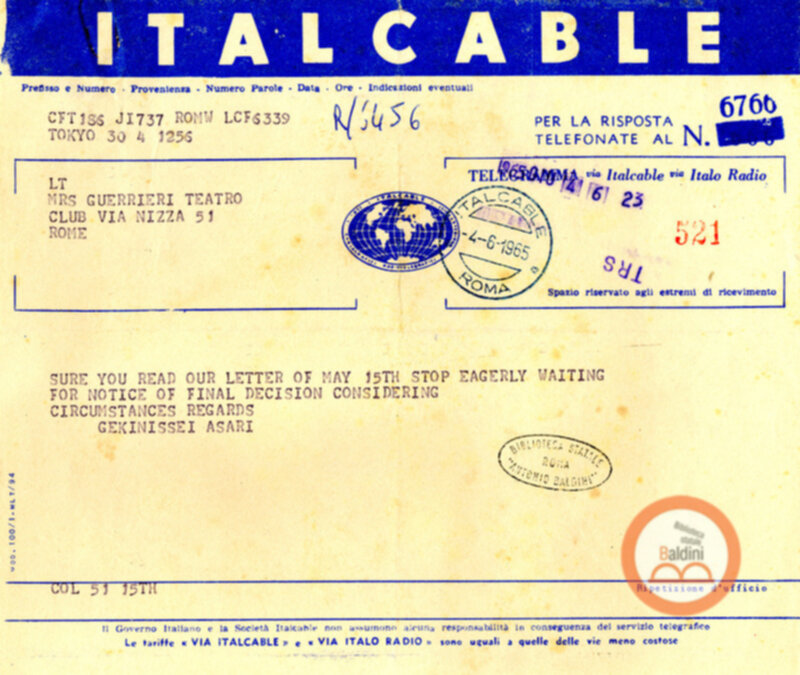 ITALCABLE
Prefisso e Numero - Provenienza - Numero Parole - Data - Ore - Indicazioni eventuali
CFT186 JI737 ROMW LCF6339
TOKYO 30 4 1256
R/1456
PER LA RISPOSTA
TELEFONATE AL N. 6766
LT
MRS GUERRIERI TEATRO
CLUB VIA NIZZA 51
ROME
ITALCABLE
TELEGRAMMA via Italcable via Italo Radio
4 6 23
521
TRS
Spazio riservato agli estremi di ricevimento
ITALCABLE
-4-6-1965
ROMA
SURE YOU READ OUR LETTER OF MAY 15TH STOP EAGERLY WAITING
FOR NOTICE OF FINAL DECISION CONSIDERING
CIRCUMSTANCES REGARDS
GEKINISSEI ASARI
BIBLIOTECA STATALE
ROMA
"ANTONIO BALDINI"
Biblioteca
statale
Baldini
COL 51 15TH
Ripetizione d'ufficio
Il Governo Italiano e la Società Italcable non assumono alcuna responsabilità in conseguenza del servizio telegrafico
Le tariffe « VIA ITALCABLE » e « VIA ITALO RADIO » sono uguali a quelle delle vie meno costose